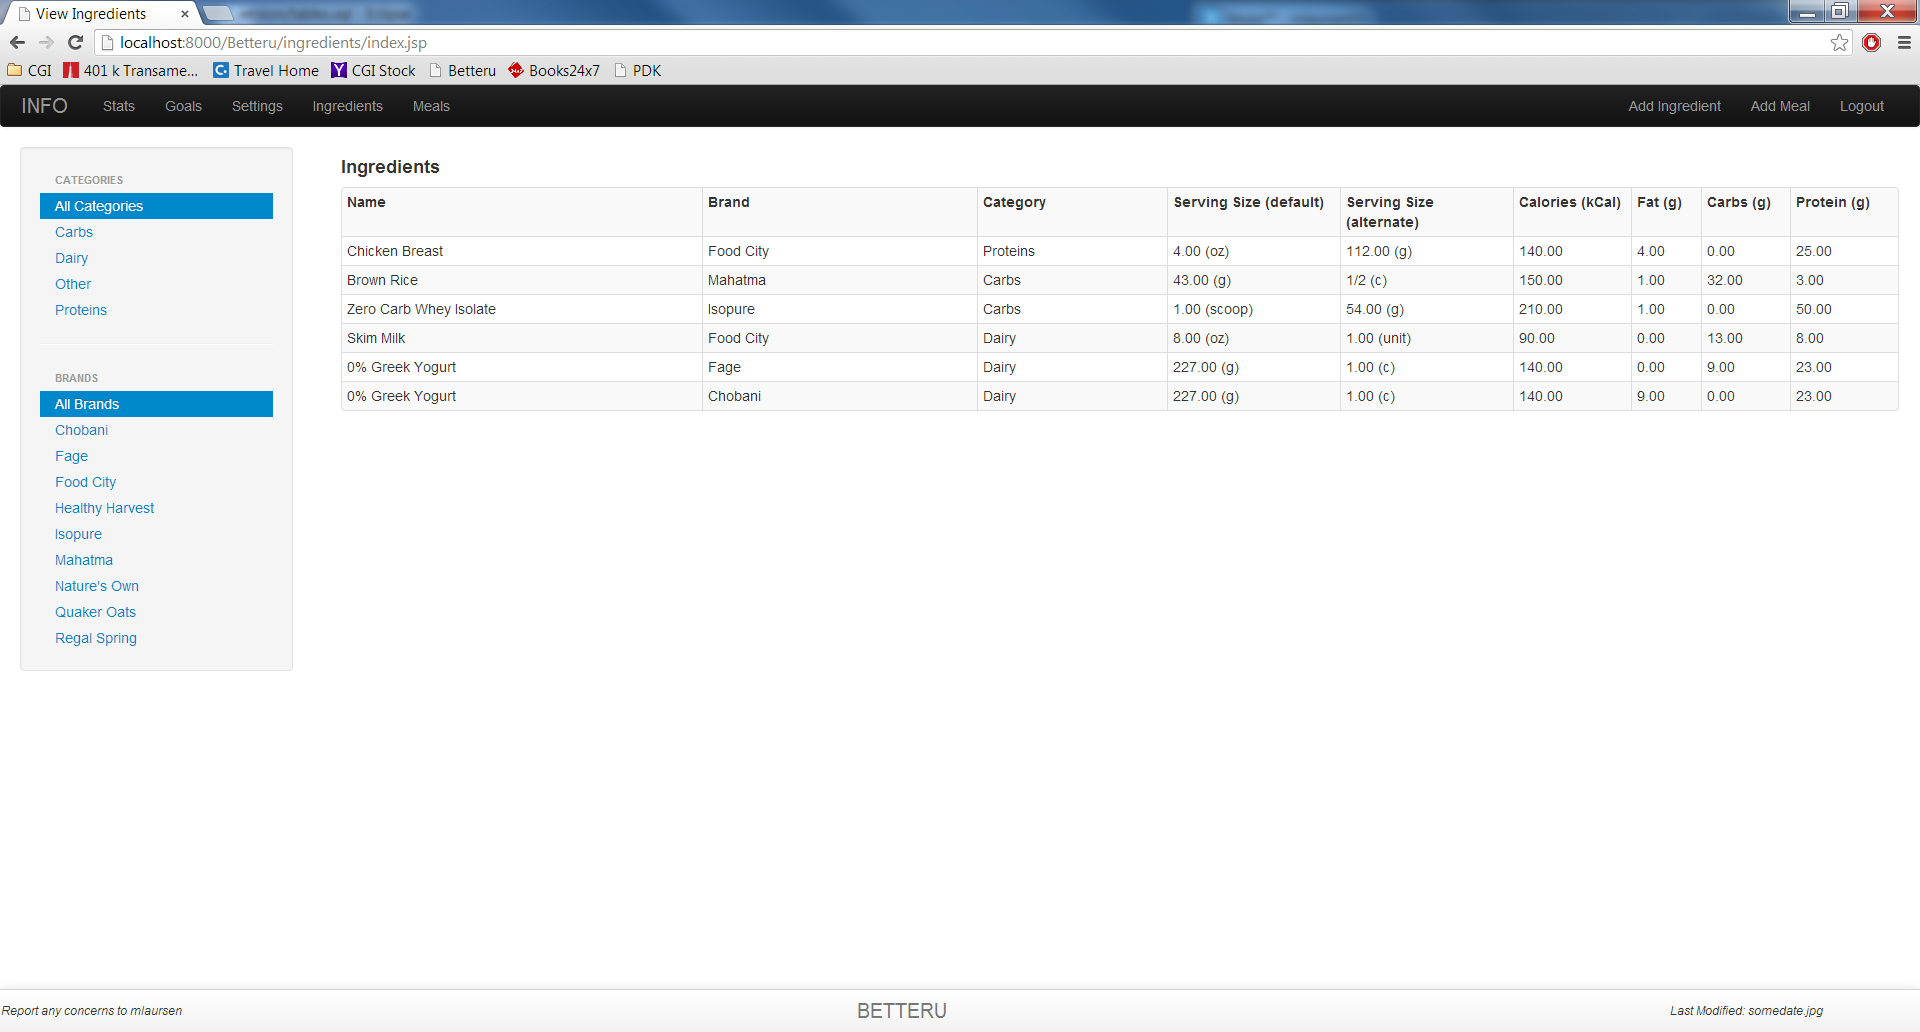 View Ingredients
localhost:8000/Betteru/ingredients/index.jsp
CGI 401 k Transame... Travel Home CGI Stock Betteru Books24x7 PDK
INFO Stats Goals Settings Ingredients Meals Add Ingredient Add Meal Logout
CATEGORIES
All Categories
Carbs
Dairy
Other
Proteins
BRANDS
All Brands
Chobani
Fage
Food City
Healthy Harvest
Isopure
Mahatma
Nature's Own
Quaker Oats
Regal Spring
Ingredients
Name Brand Category Serving Size (default) Serving Size (alternate) Calories (kCal) Fat (g) Carbs (g) Protein (g)
Chicken Breast Food City Proteins 4.00 (oz) 112.00 (g) 140.00 4.00 0.00 25.00
Brown Rice Mahatma Carbs 43.00 (g) 1/2 (c) 150.00 1.00 32.00 3.00
Zero Carb Whey Isolate Isopure Carbs 1.00 (scoop) 54.00 (g) 210.00 1.00 0.00 50.00
Skim Milk Food City Dairy 8.00 (oz) 1.00 (unit) 90.00 0.00 13.00 8.00
0% Greek Yogurt Fage Dairy 227.00 (g) 1.00 (c) 140.00 0.00 9.00 23.00
0% Greek Yogurt Chobani Dairy 227.00 (g) 1.00 (c) 140.00 9.00 0.00 23.00
Report any concerns to mlaursen BETTERU Last Modified: somedate.jpg